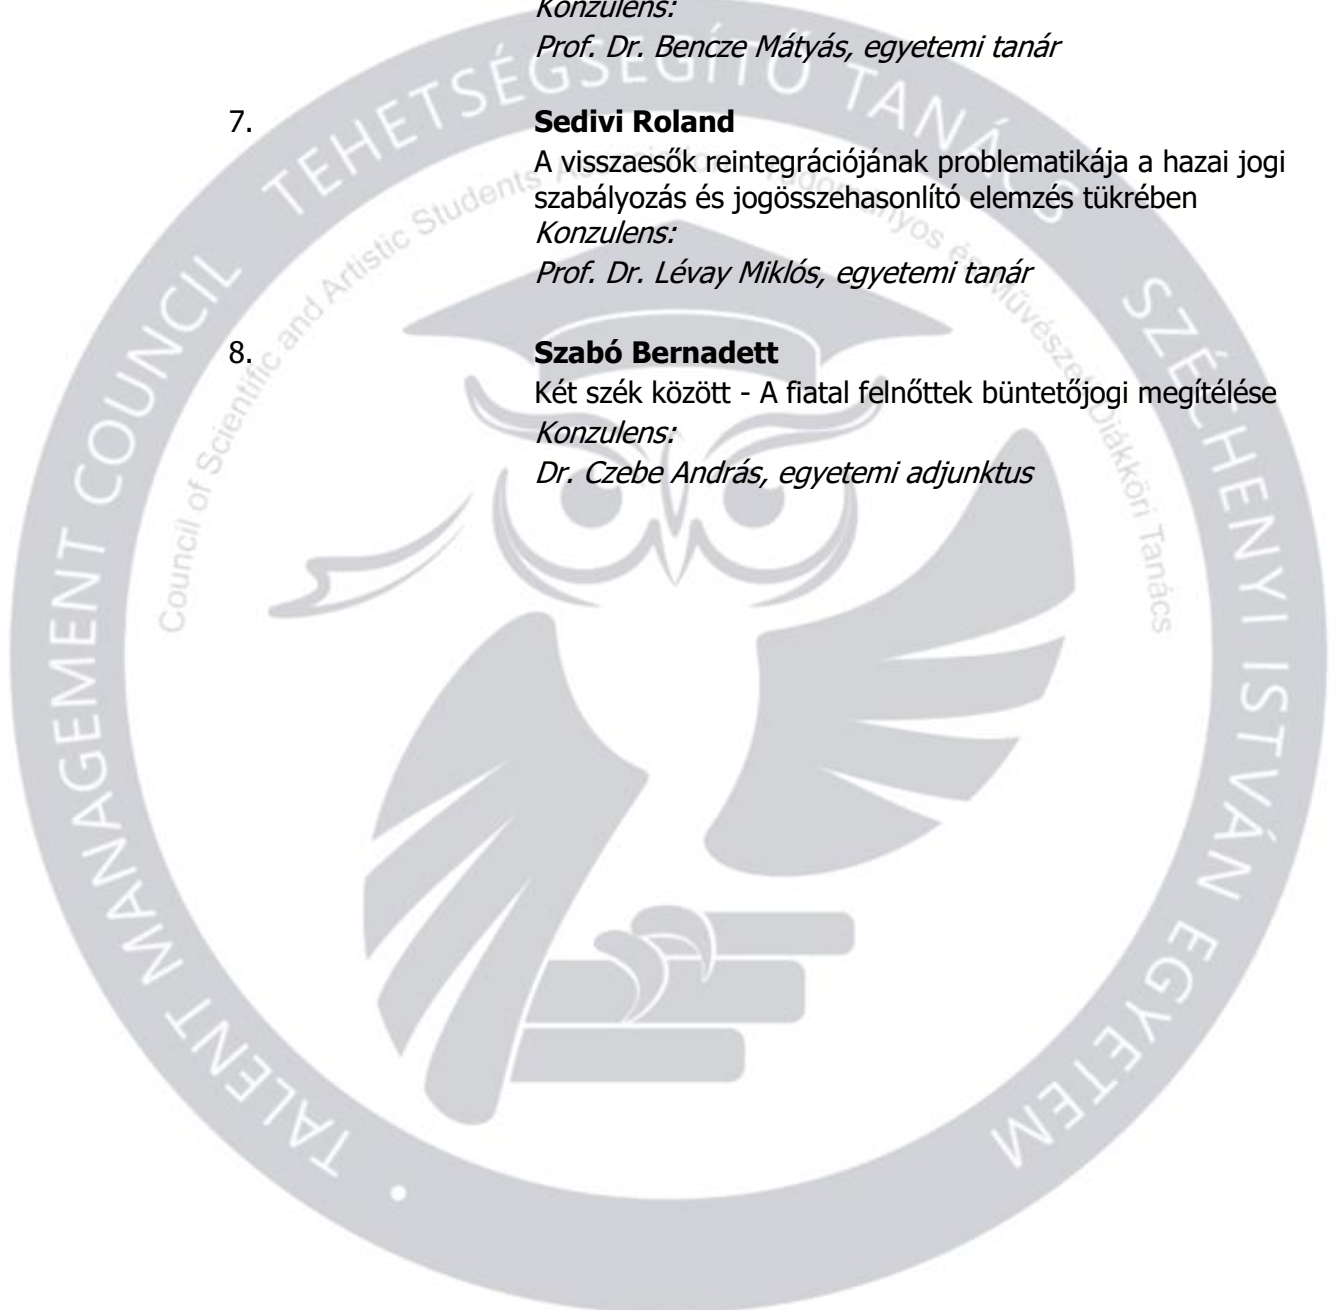 Konzulens:
Prof. Dr. Bencze Mátyás, egyetemi tanár
7. Sedivi Roland
A visszaesők reintegrációjának problematikája a hazai jogi
szabályozás és jogösszehasonlító elemzés tükrében
Konzulens:
Prof. Dr. Lévay Miklós, egyetemi tanár
8. Szabó Bernadett
Két szék között - A fiatal felnőttek büntetőjogi megítélése
Konzulens:
Dr. Czebe András, egyetemi adjunktus
TEHETSÉGSEGÍTŐ TANÁCS SZÉCHENYI ISTVÁN EGYETEM
TALENT MANAGEMENT COUNCIL
Council of Scientific and Artistic Students'
és Művészeti Diákköri Tanács